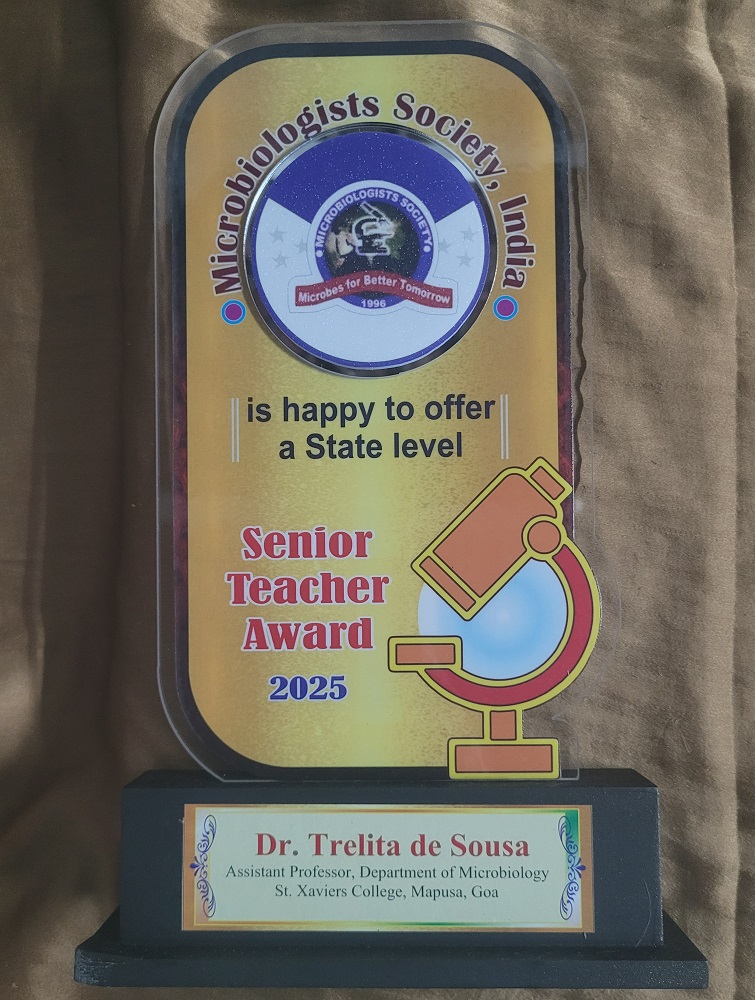 Microbiologists Society, India
MICROBIOLOGISTS SOCIETY
Microbes for Better Tomorrow
1996
is happy to offer
a State level
Senior
Teacher
Award
2025
Dr. Trelita de Sousa
Assistant Professor, Department of Microbiology
St. Xaviers College, Mapusa, Goa